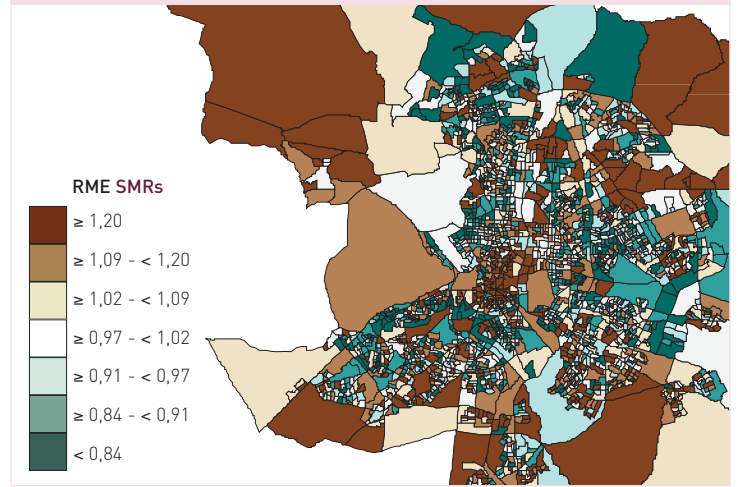 RME SMRs
≥ 1,20
≥ 1,09 - < 1,20
≥ 1,02 - < 1,09
≥ 0,97 - < 1,02
≥ 0,91 - < 0,97
≥ 0,84 - < 0,91
< 0,84